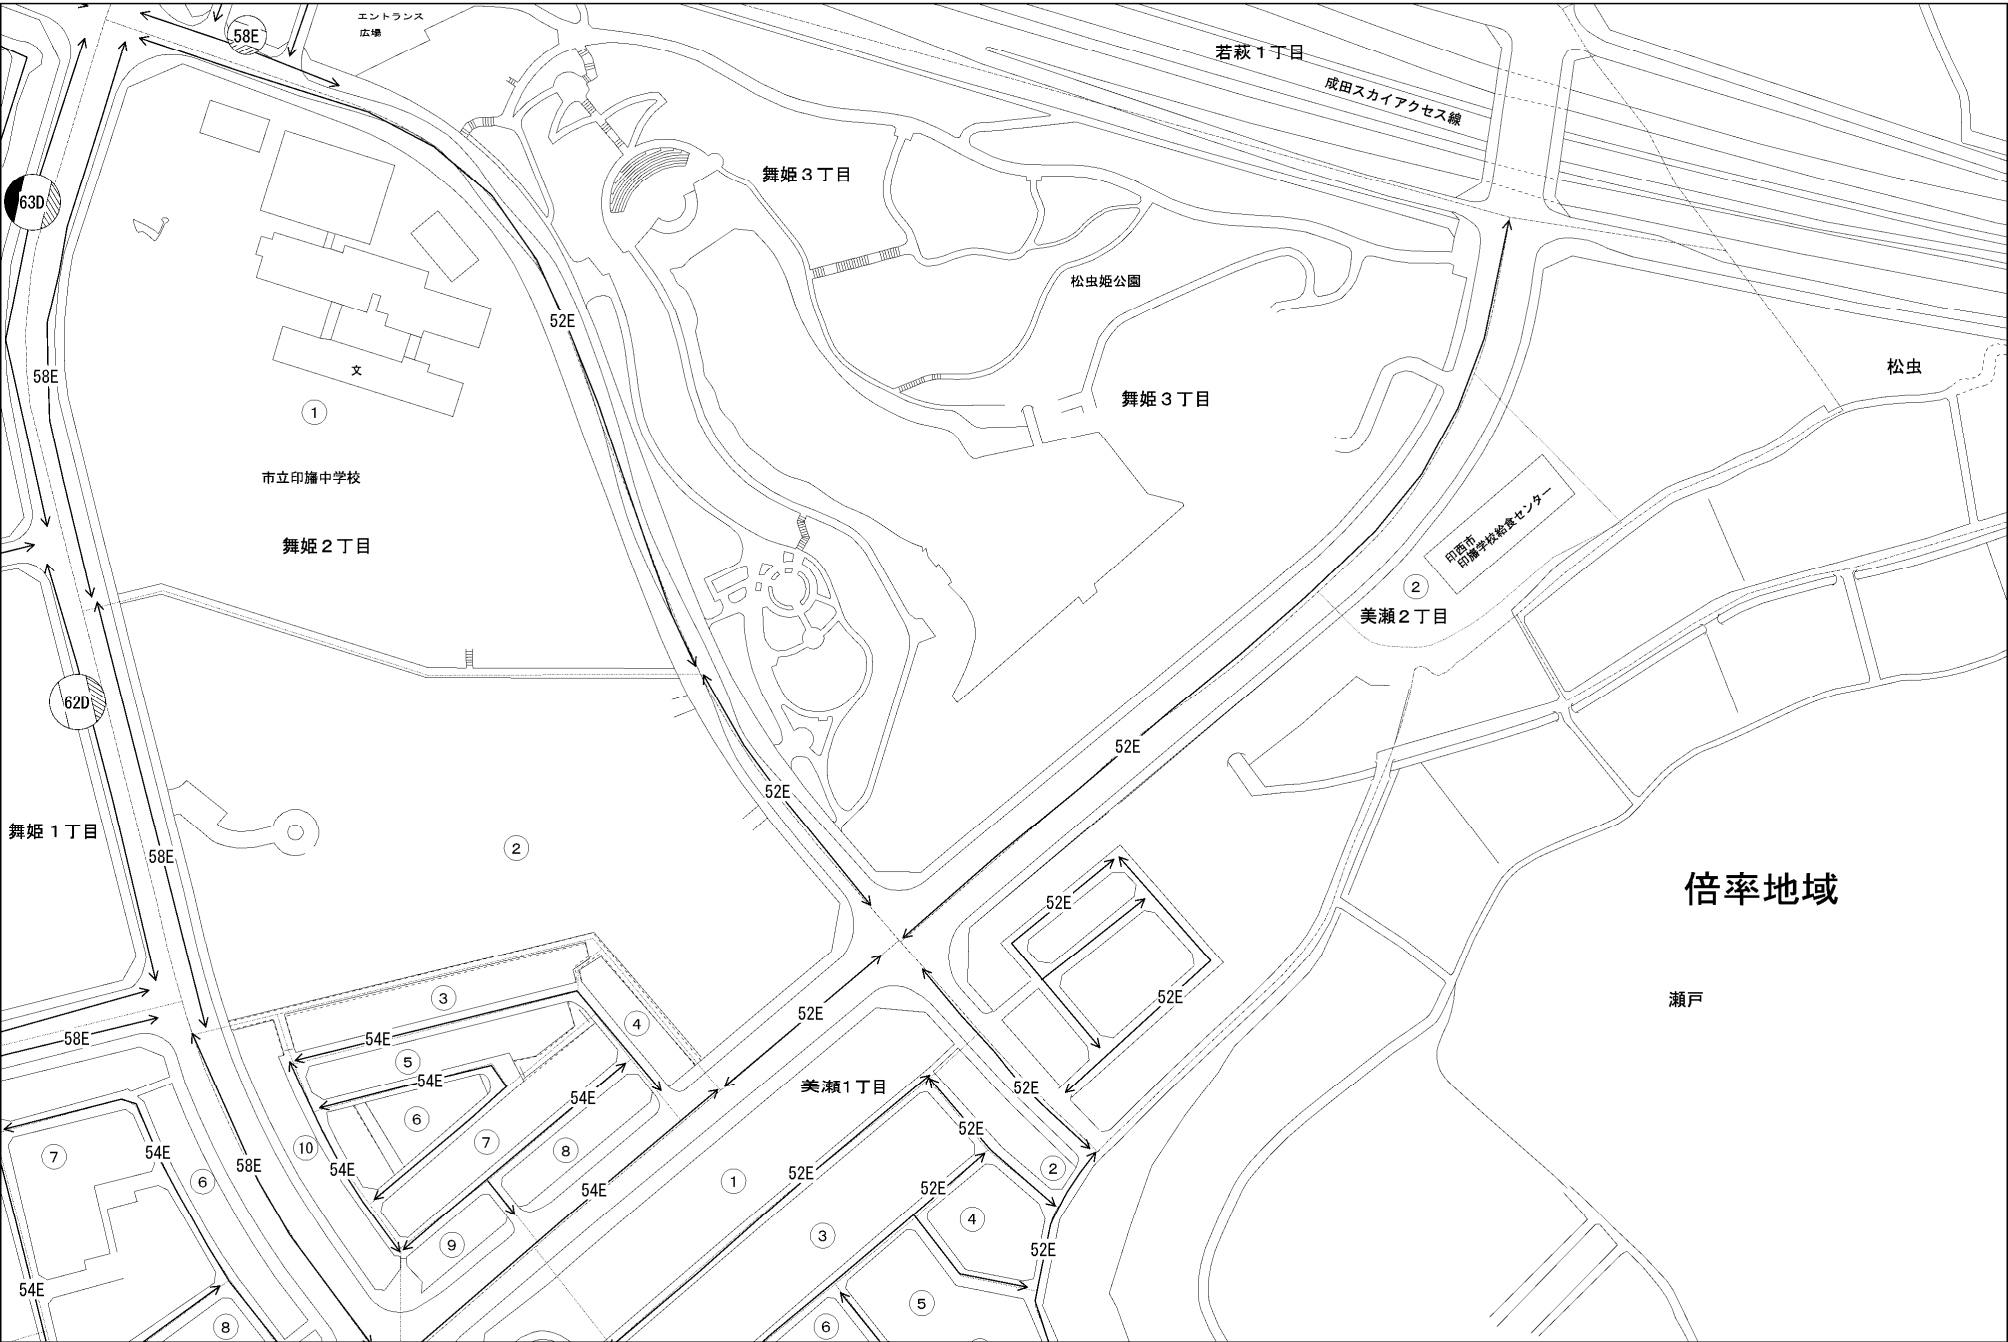 エントランス
広場
58E
若萩１丁目
成田スカイアクセス線
63D
舞姫３丁目
松虫姫公園
52E
58E
文
①
松虫
舞姫３丁目
市立印旛中学校
舞姫２丁目
印西市
印旛学校給食センター
②
美瀬２丁目
62D
52E
52E
舞姫１丁目
58E
②
倍率地域
52E
瀬戸
③
52E
52E
④
54E
58E
⑤
54E
美瀬１丁目
52E
54E
⑥
52E
⑦
⑩
⑧
54E
⑦
58E
54E
⑥
52E
②
①
54E
52E
④
③
⑨
52E
54E
⑤
⑧
⑥